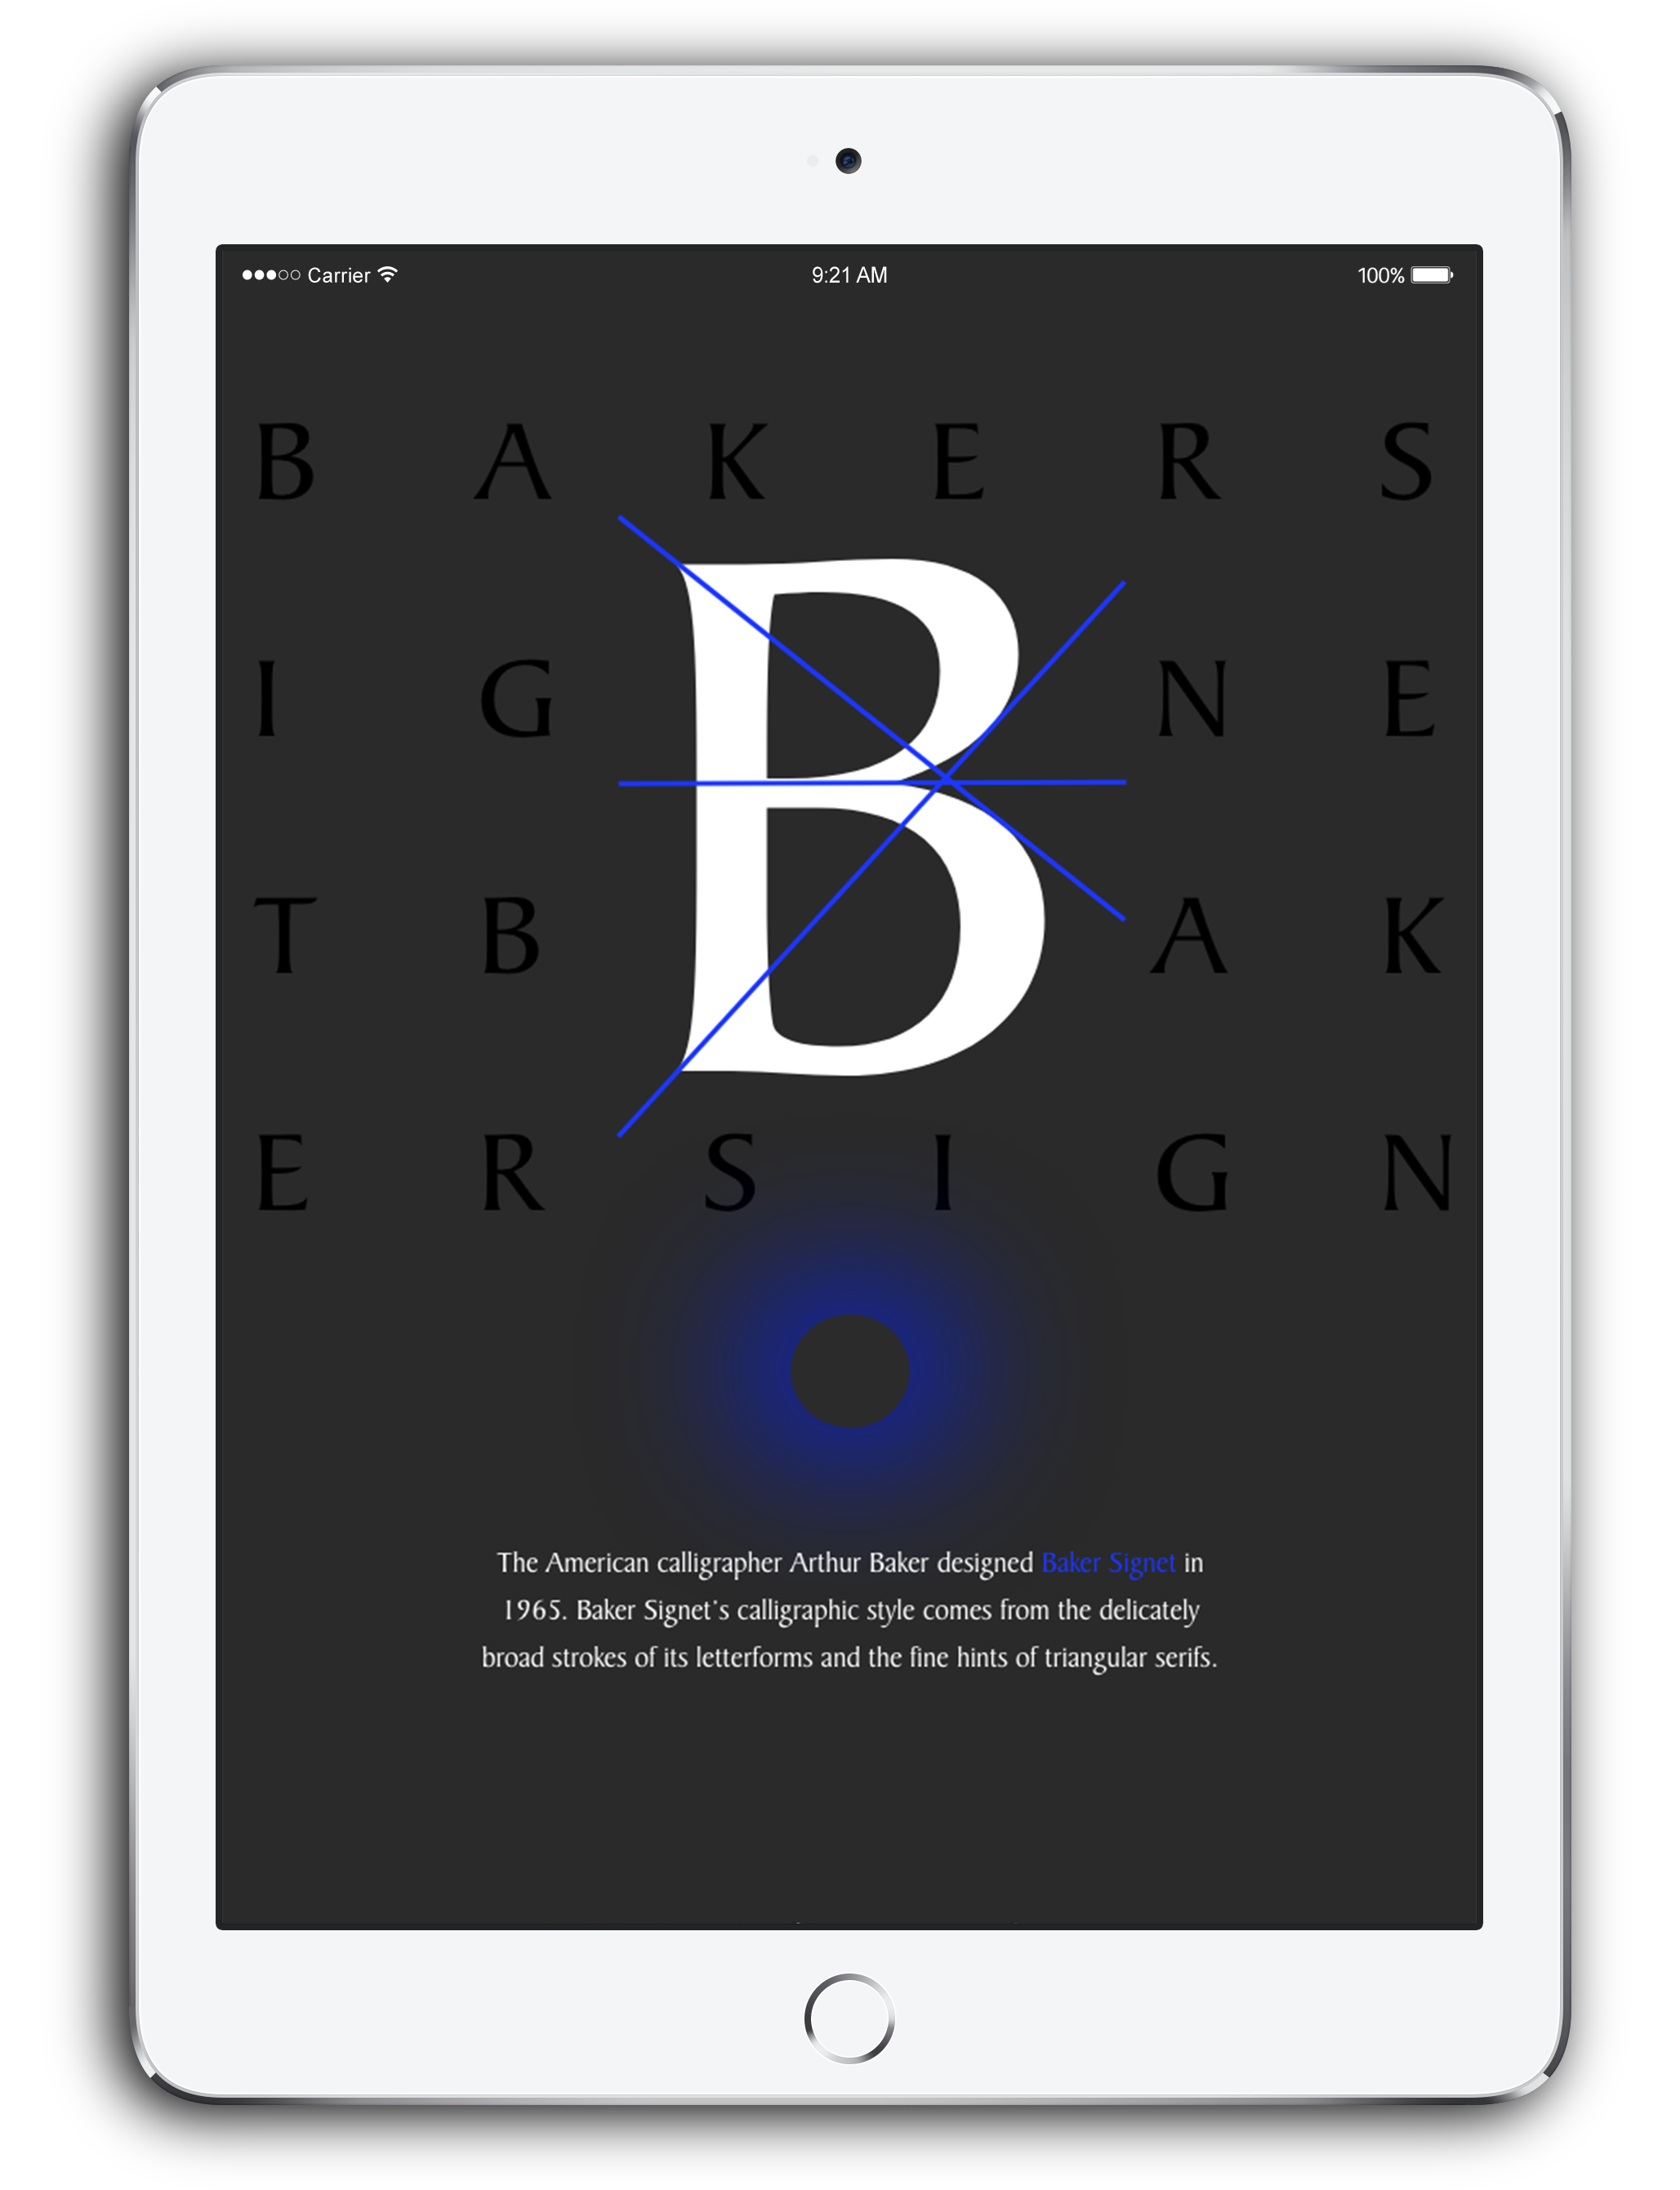 Carrier 9:21 AM 100%
B A K E R S
B
I G N E
T B A K
E R S I G N
The American calligrapher Arthur Baker designed Baker Signet in
1965. Baker Signet's calligraphic style comes from the delicately
broad strokes of its letterforms and the fine hints of triangular serifs.